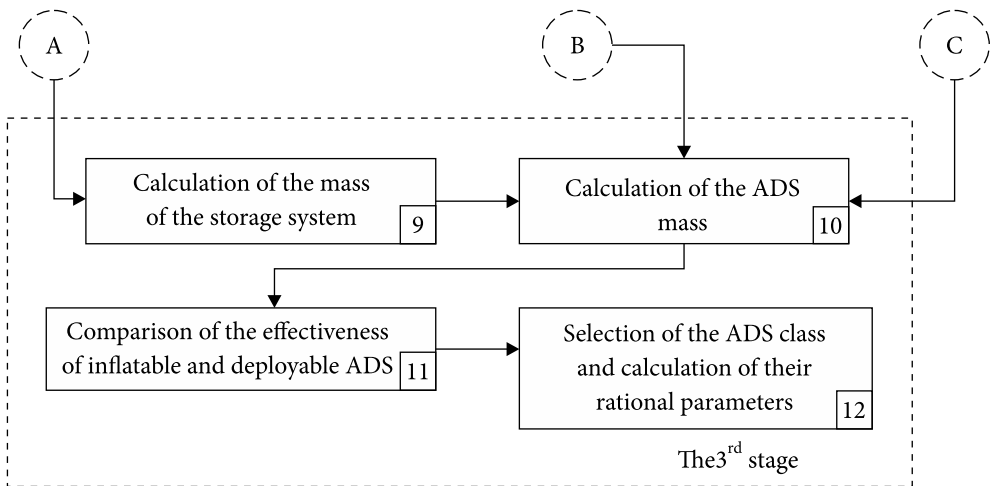 A
B
C
Calculation of the mass
of the storage system
9
Calculation of the ADS
mass
10
Comparison of the effectiveness
of inflatable and deployable ADS
11
Selection of the ADS class
and calculation of their
rational parameters
12
The3rd stage